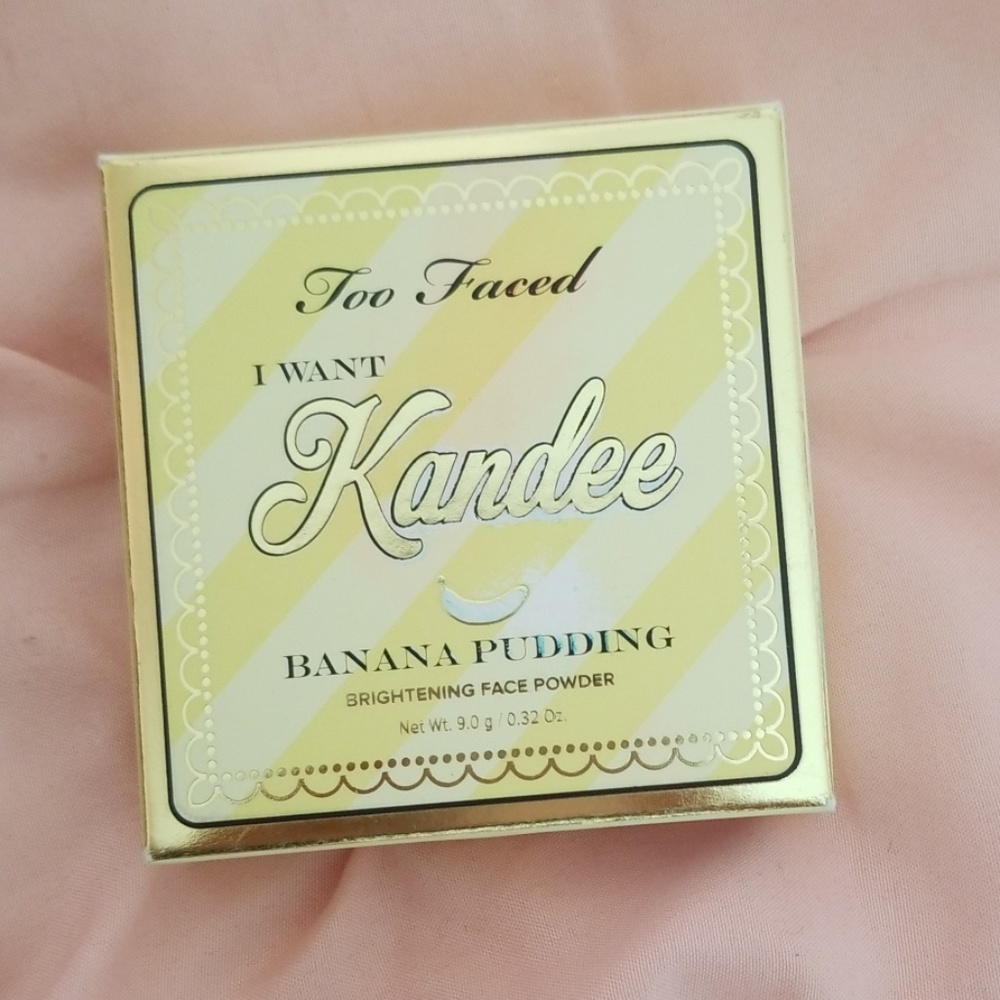 Too Faced
I WANT
Kandee
BANANA PUDDING
BRIGHTENING FACE POWDER
Net Wt. 9.0 g / 0.32 Oz.